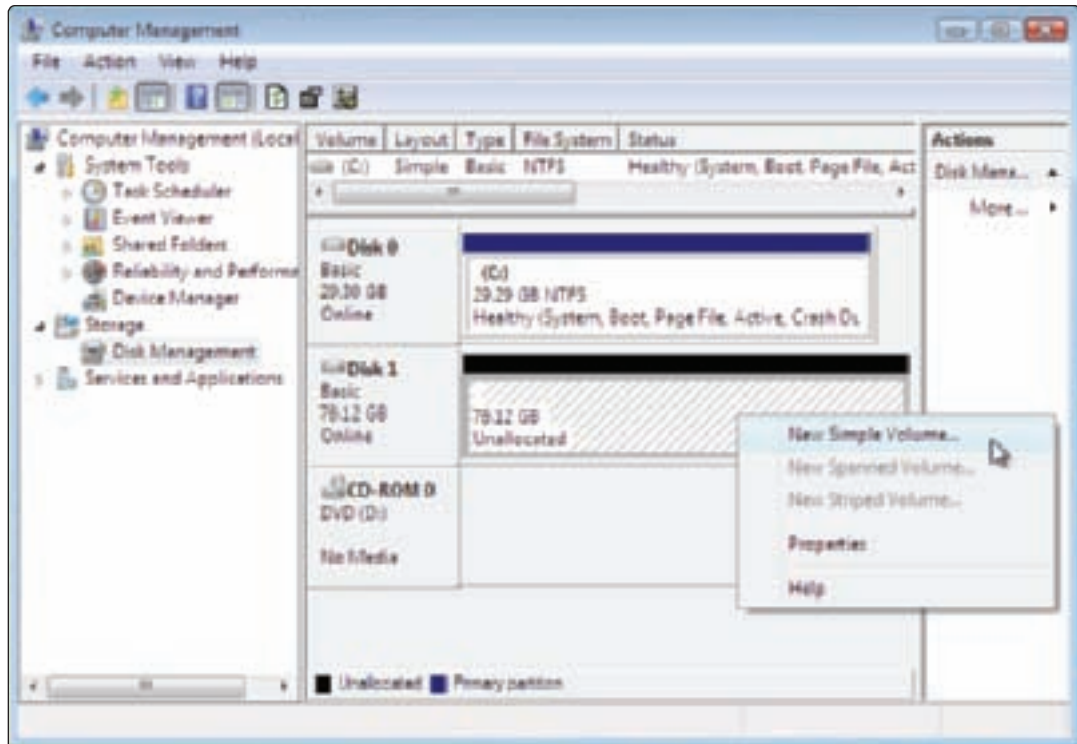 Computer Management
File Action View Help
Computer Management (Local
System Tools
Task Scheduler
Event Viewer
Shared Folders
Reliability and Performa
Device Manager
Storage
Disk Management
Services and Applications
Volume Layout Type File System Status
(C:) Simple Basic NTFS Healthy (System, Boot, Page File, Act
Disk 0
Basic
29.30 GB
Online
(C:)
29.29 GB NTFS
Healthy (System, Boot, Page File, Active, Crash Du
Disk 1
Basic
78.12 GB
Online
78.12 GB
Unallocated
CD-ROM 0
DVD (D:)
No Media
Unallocated Primary partition
New Simple Volume...
New Spanned Volume...
New Striped Volume...
Properties
Help
Actions
Disk Mana...
More ...